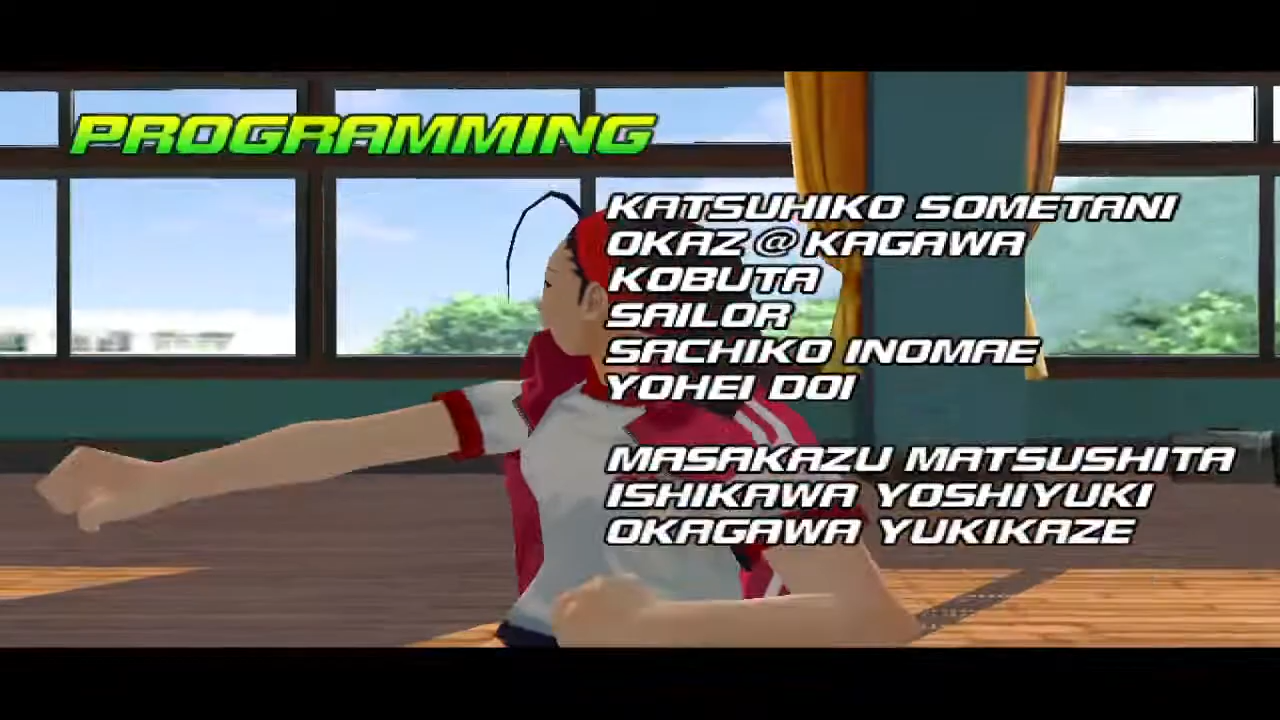 PROGRAMMING
KATSUHIKO SOMETANI
OKAZ@KAGAWA
KOBUTA
SAILOR
SACHIKO INOMAE
YOHEI DOI
MASAKAZU MATSUSHITA
ISHIKAWA YOSHIYUKI
OKAGAWA YUKIKAZE